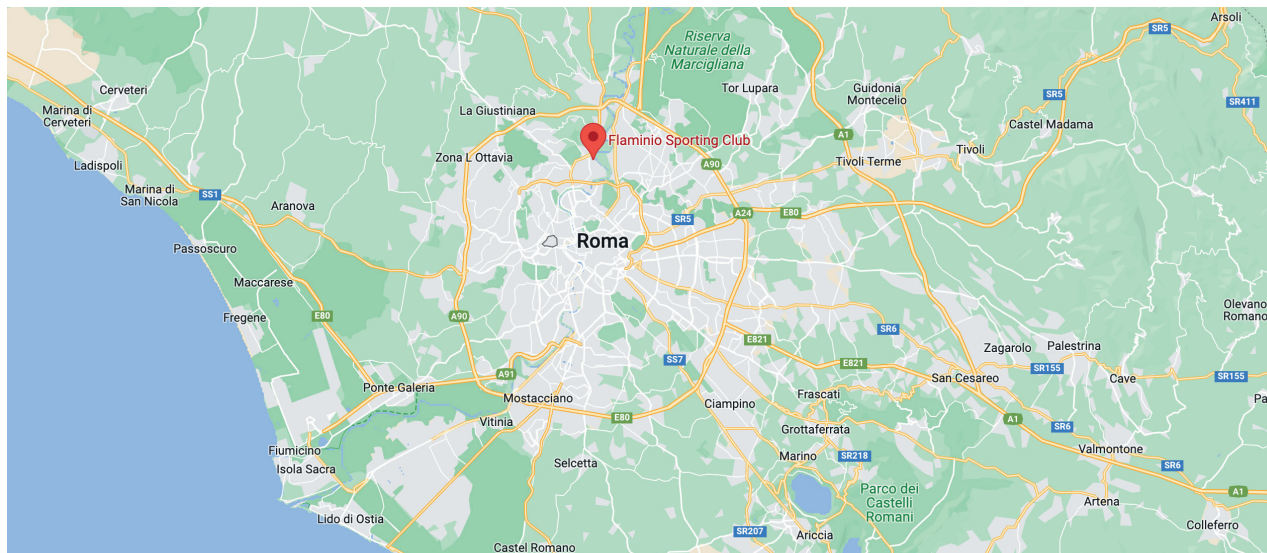 Arsoli
SR5
Riserva
Naturale della
Marcigliana
Cerveteri
Tor Lupara
Guidonia
Montecelio
SR5
SR411
La Giustiniana
Marina di
Cerveteri
Castel Madama
A1
Flaminio Sporting Club
Tivoli
Zona L Ottavia
A90
Tivoli Terme
Ladispoli
Marina di
San Nicola
SS1
Aranova
SR5
A24
E80
Roma
Passoscuro
Maccarese
Fregene
E80
A90
Olevano
Romano
SR6
E821
Zagarolo
Palestrina
SS7
E821
SR155
Cave
SR155
A91
Ponte Galeria
San Cesareo
Mostacciano
Frascati
Ciampino
Pa
Vitinia
E80
A1
SR6
Grottaferrata
Fiumicino
Valmontone
Isola Sacra
Selcetta
Marino
SR218
SR6
Parco dei
Castelli
Romani
A1
Artena
Lido di Ostia
Colleferro
SR207
Ariccia
Castel Romano